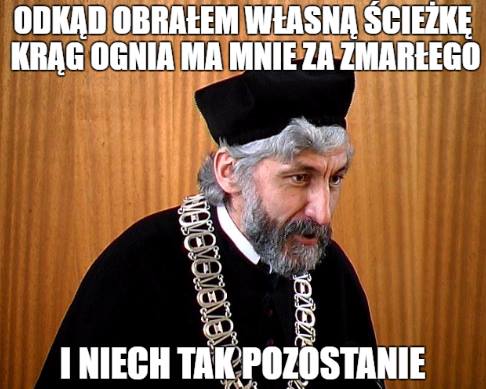 ODKĄD OBRAŁEM WŁASNĄ ŚCIEŻKĘ
KRĄG OGNIA MA MNIE ZA ZMARŁEGO
I NIECH TAK POZOSTANIE